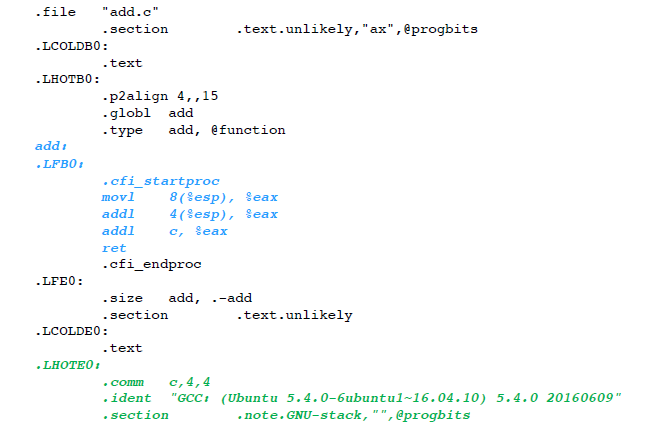 .file "add.c"
.section .text.unlikely,"ax",@progbits
.LCOLDB0:
.text
.LHOTB0:
.p2align 4,,15
.globl add
.type add, @function
add:
.LFB0:
.cfi_startproc
movl 8(%esp), %eax
addl 4(%esp), %eax
addl c, %eax
ret
.cfi_endproc
.LFE0:
.size add, .-add
.section .text.unlikely
.LCOLDE0:
.text
.LHOTE0:
.comm c,4,4
.ident "GCC: (Ubuntu 5.4.0-6ubuntu1~16.04.10) 5.4.0 20160609"
.section .note.GNU-stack,"",@progbits